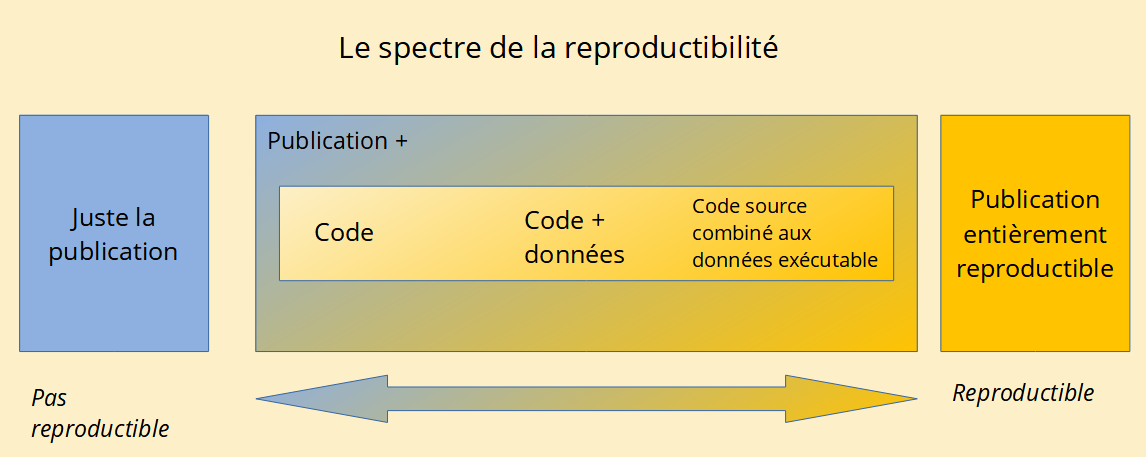 Le spectre de la reproductibilité
Juste la
publication
Publication +
Code
Code +
données
Code source
combiné aux
données exécutable
Publication
entièrement
reproductible
Pas
reproductible
Reproductible